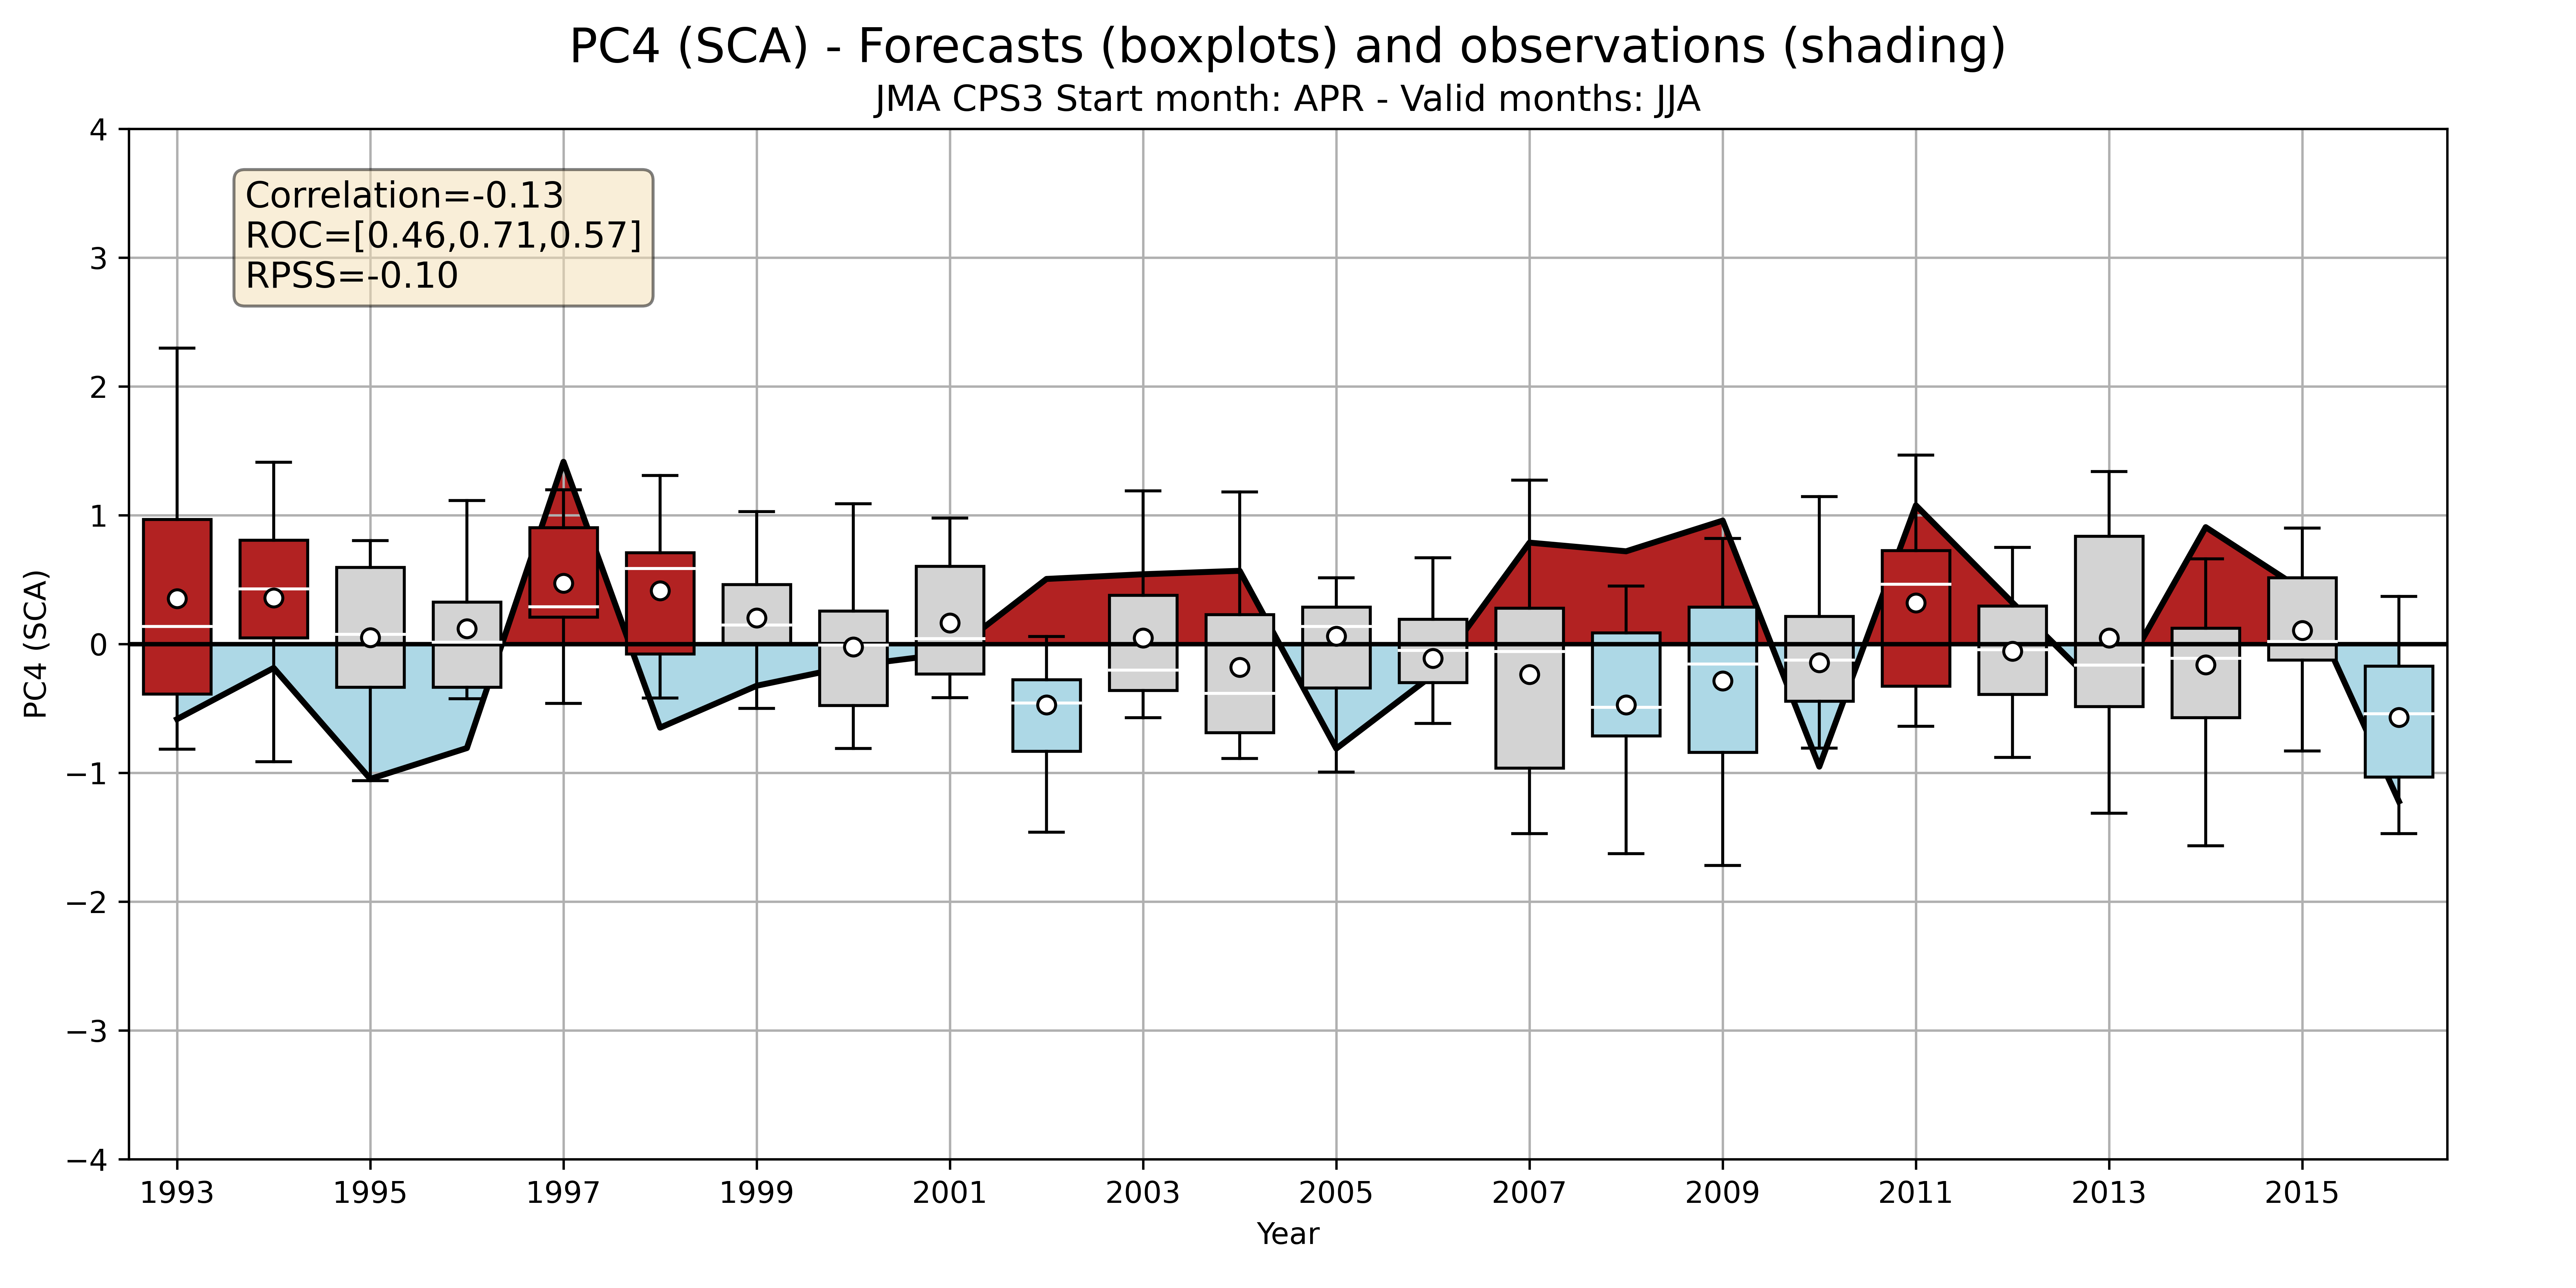 PC4 (SCA) - Forecasts (boxplots) and observations (shading)
JMA CPS3 Start month: APR - Valid months: JJA
Correlation=-0.13
ROC=[0.46,0.71,0.57]
RPSS=-0.10
PC4 (SCA)
4
3
2
1
0
−1
−2
−3
−4
1993 1995 1997 1999 2001 2003 2005 2007 2009 2011 2013 2015
Year